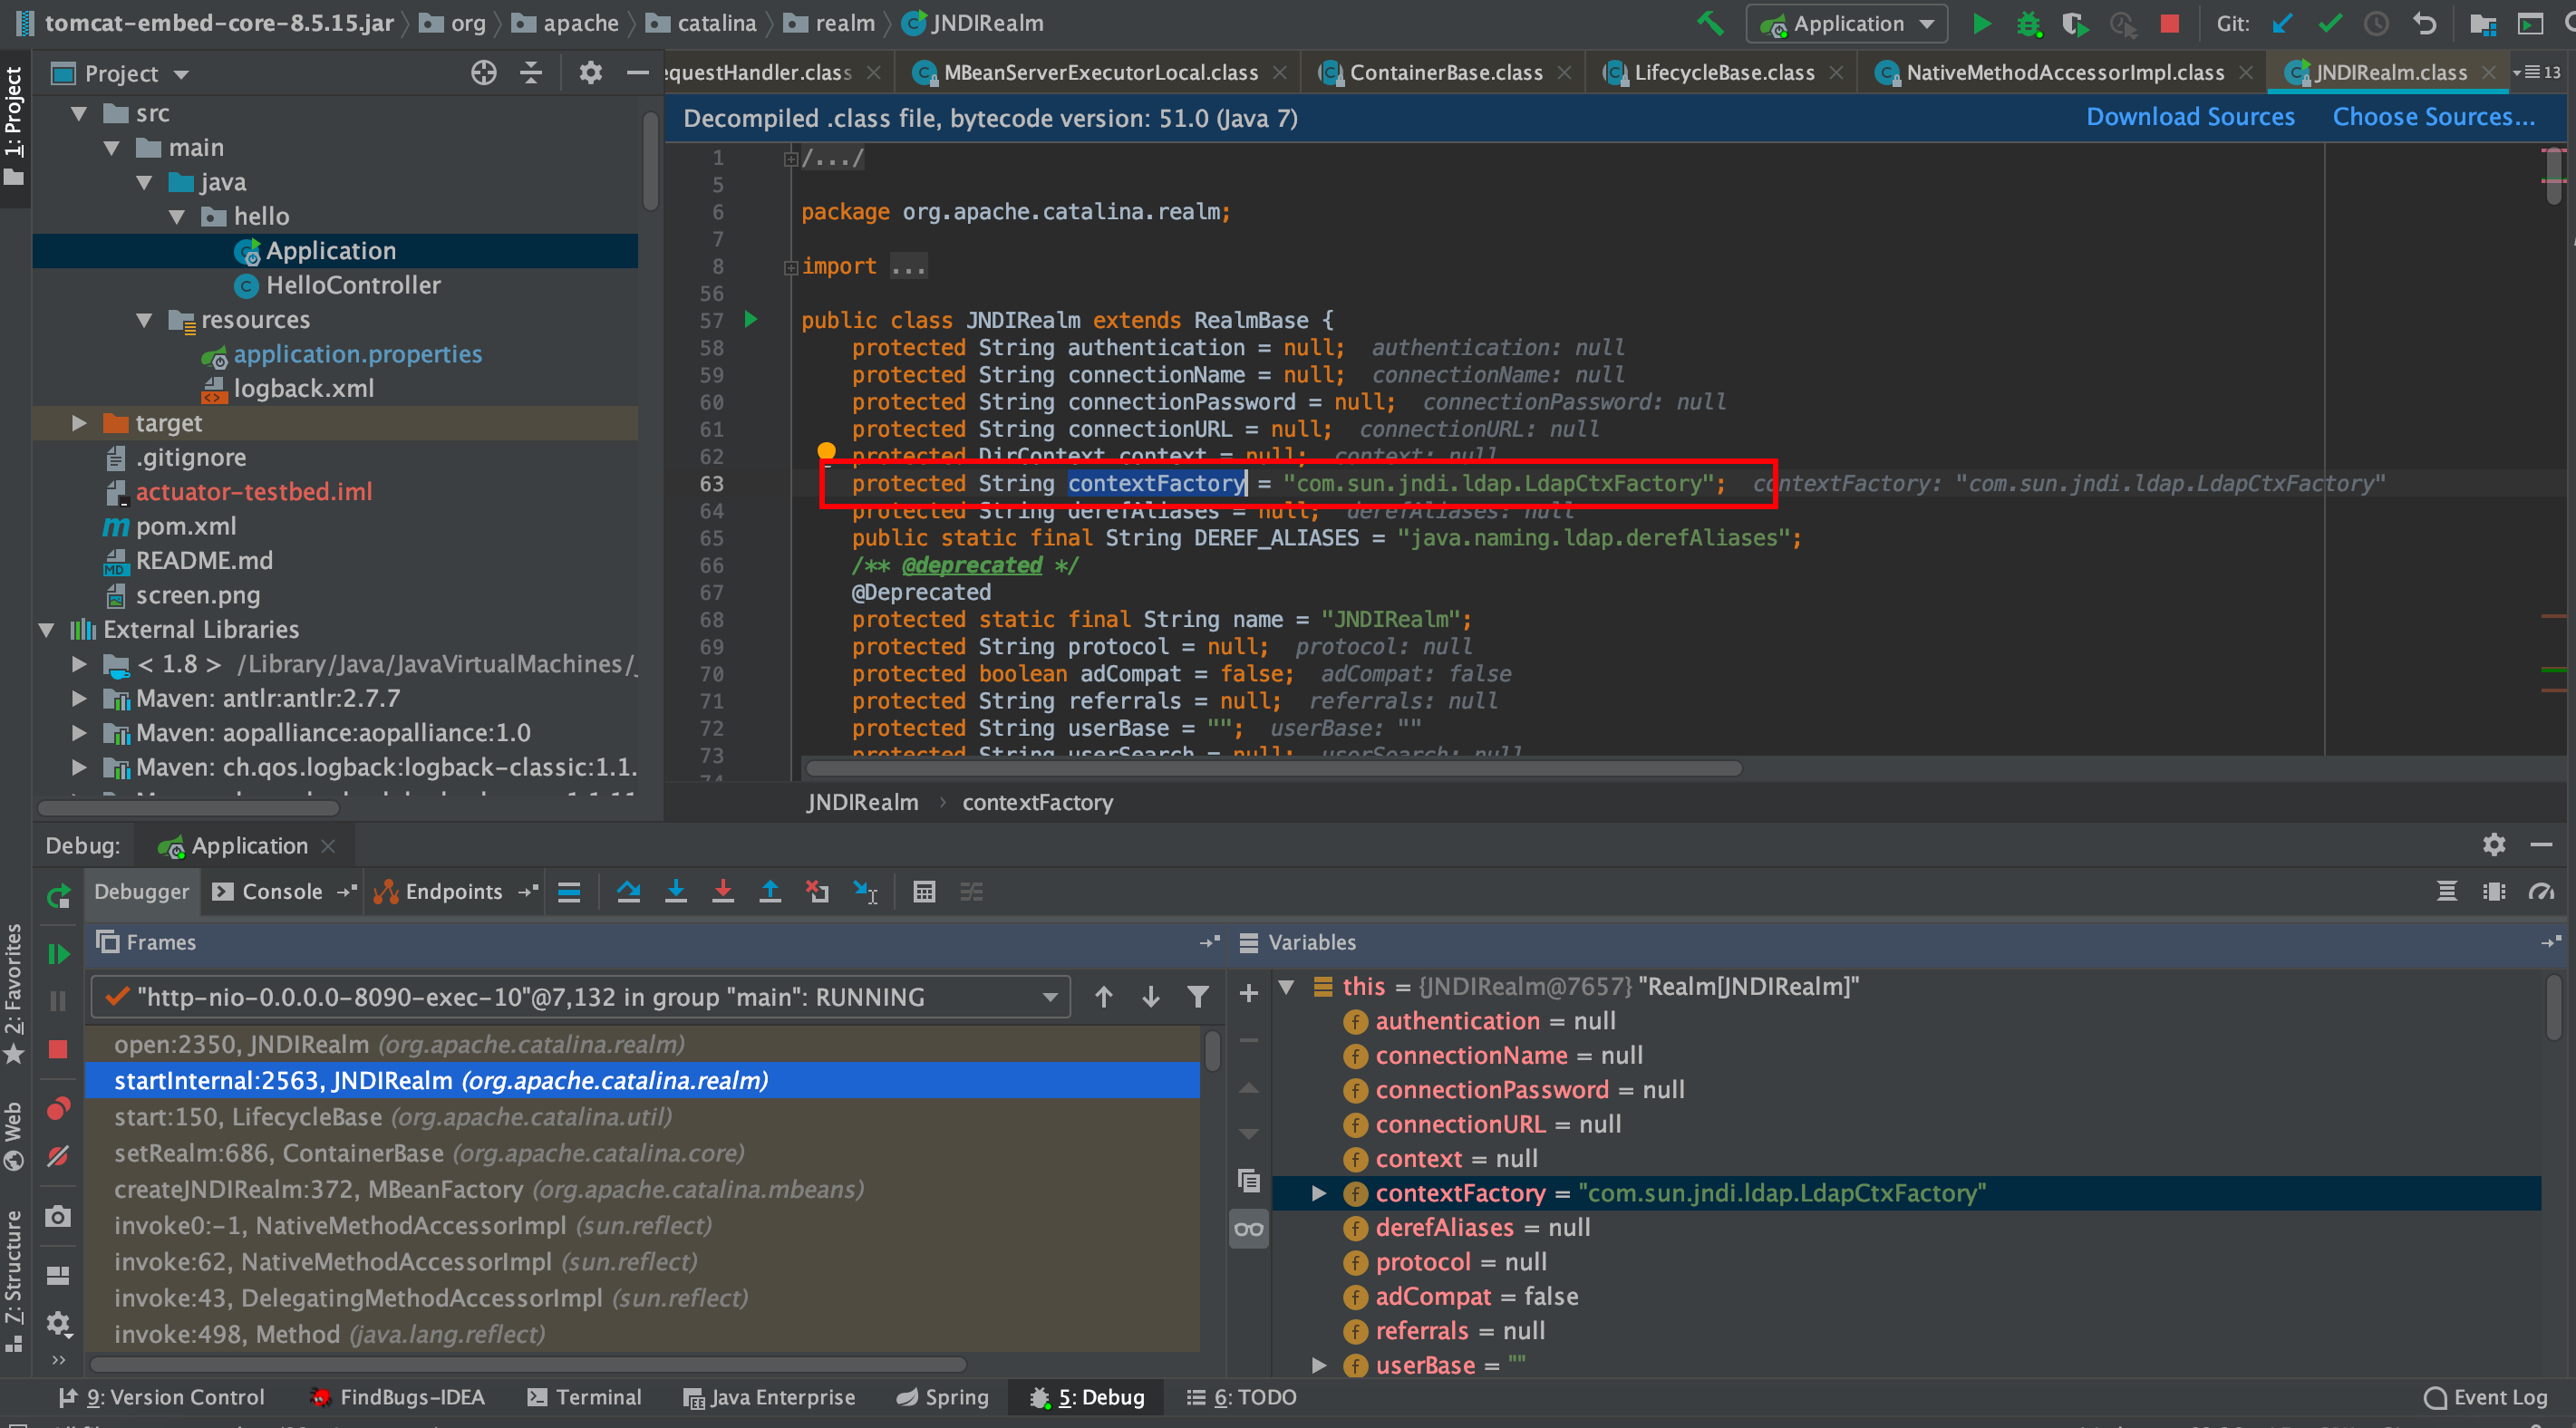 tomcat-embed-core-8.5.15.jar org apache catalina realm JNDIRealm Application Git:
1: Project
Project
src
main
java
hello
Application
HelloController
resources
application.properties
logback.xml
target
.gitignore
actuator-testbed.iml
pom.xml
README.md
screen.png
External Libraries
< 1.8 > /Library/Java/JavaVirtualMachines/
Maven: antlr:antlr:2.7.7
Maven: aopalliance:aopalliance:1.0
Maven: ch.qos.logback:logback-classic:1.1.
equestHandler.class MBeanServerExecutorLocal.class ContainerBase.class LifecycleBase.class NativeMethodAccessorImpl.class JNDIRealm.class 13
Decompiled .class file, bytecode version: 51.0 (Java 7) Download Sources Choose Sources...
1 /.../
5
6 package org.apache.catalina.realm;
7
8 import ...
56
57 public class JNDIRealm extends RealmBase {
58 protected String authentication = null; authentication: null
59 protected String connectionName = null; connectionName: null
60 protected String connectionPassword = null; connectionPassword: null
61 protected String connectionURL = null; connectionURL: null
62 protected DirContext context = null; context: null
63 protected String contextFactory = "com.sun.jndi.ldap.LdapCtxFactory"; contextFactory: "com.sun.jndi.ldap.LdapCtxFactory"
64 protected String derefAliases = null; derefAliases: null
65 public static final String DEREF_ALIASES = "java.naming.ldap.derefAliases";
66 /** @deprecated */
67 @Deprecated
68 protected static final String name = "JNDIRealm";
69 protected String protocol = null; protocol: null
70 protected boolean adCompat = false; adCompat: false
71 protected String referrals = null; referrals: null
72 protected String userBase = ""; userBase: ""
73 protected String userSearch = null; userSearch: null
74
JNDIRealm contextFactory
Debug: Application
Debugger Console Endpoints
Frames
"http-nio-0.0.0.0-8090-exec-10"@7,132 in group "main": RUNNING
open:2350, JNDIRealm (org.apache.catalina.realm)
startInternal:2563, JNDIRealm (org.apache.catalina.realm)
start:150, LifecycleBase (org.apache.catalina.util)
setRealm:686, ContainerBase (org.apache.catalina.core)
createJNDIRealm:372, MBeanFactory (org.apache.catalina.mbeans)
invoke0:-1, NativeMethodAccessorImpl (sun.reflect)
invoke:62, NativeMethodAccessorImpl (sun.reflect)
invoke:43, DelegatingMethodAccessorImpl (sun.reflect)
invoke:498, Method (java.lang.reflect)
Variables
this = {JNDIRealm@7657} "Realm[JNDIRealm]"
authentication = null
connectionName = null
connectionPassword = null
connectionURL = null
context = null
contextFactory = "com.sun.jndi.ldap.LdapCtxFactory"
derefAliases = null
protocol = null
adCompat = false
referrals = null
userBase = ""
2: Favorites
Web
7: Structure
9: Version Control FindBugs-IDEA Terminal Java Enterprise Spring 5: Debug 6: TODO Event Log